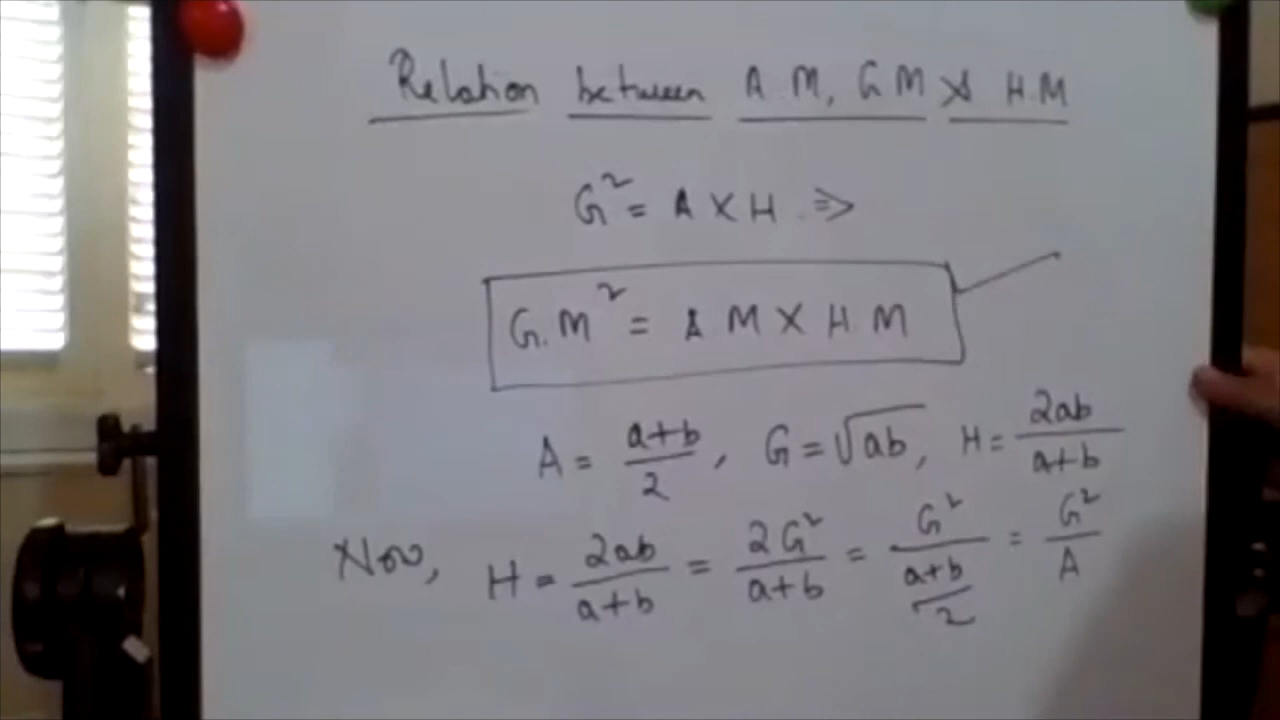 Relation between A M, G M & H.M
G² = A × H ⇒
G.M² = A M × H M
A = (a+b)/2 , G = √ab , H = 2ab/(a+b)
Now, H = 2ab/(a+b) = 2G²/(a+b) = G²/((a+b)/2) = G²/A